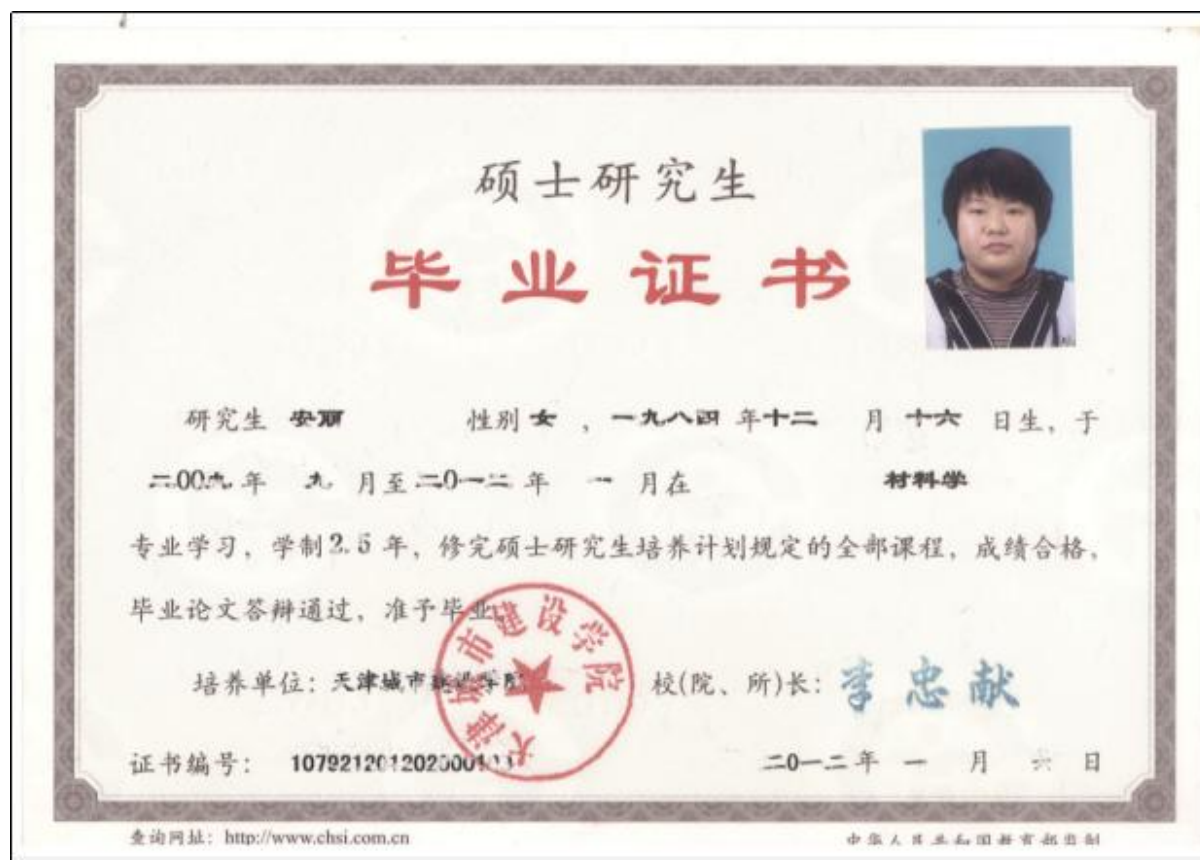 硕士研究生
毕业证书
研究生 安丽 性别 女 ，一九八四 年 十二 月 十六 日生，于
二00九 年 九 月至 二0一二 年 一 月在 材料学
专业学习，学制 2.5 年，修完硕士研究生培养计划规定的全部课程，成绩合格，
毕业论文答辩通过，准予毕业。
培养单位：天津城市建设学院 校(院、所)长：李忠献
天津城市建设学院
证书编号： 107921201202000 二0一二 年 一 月 六 日
查询网址：http://www.chsi.com.cn 中华人民共和国教育部监制